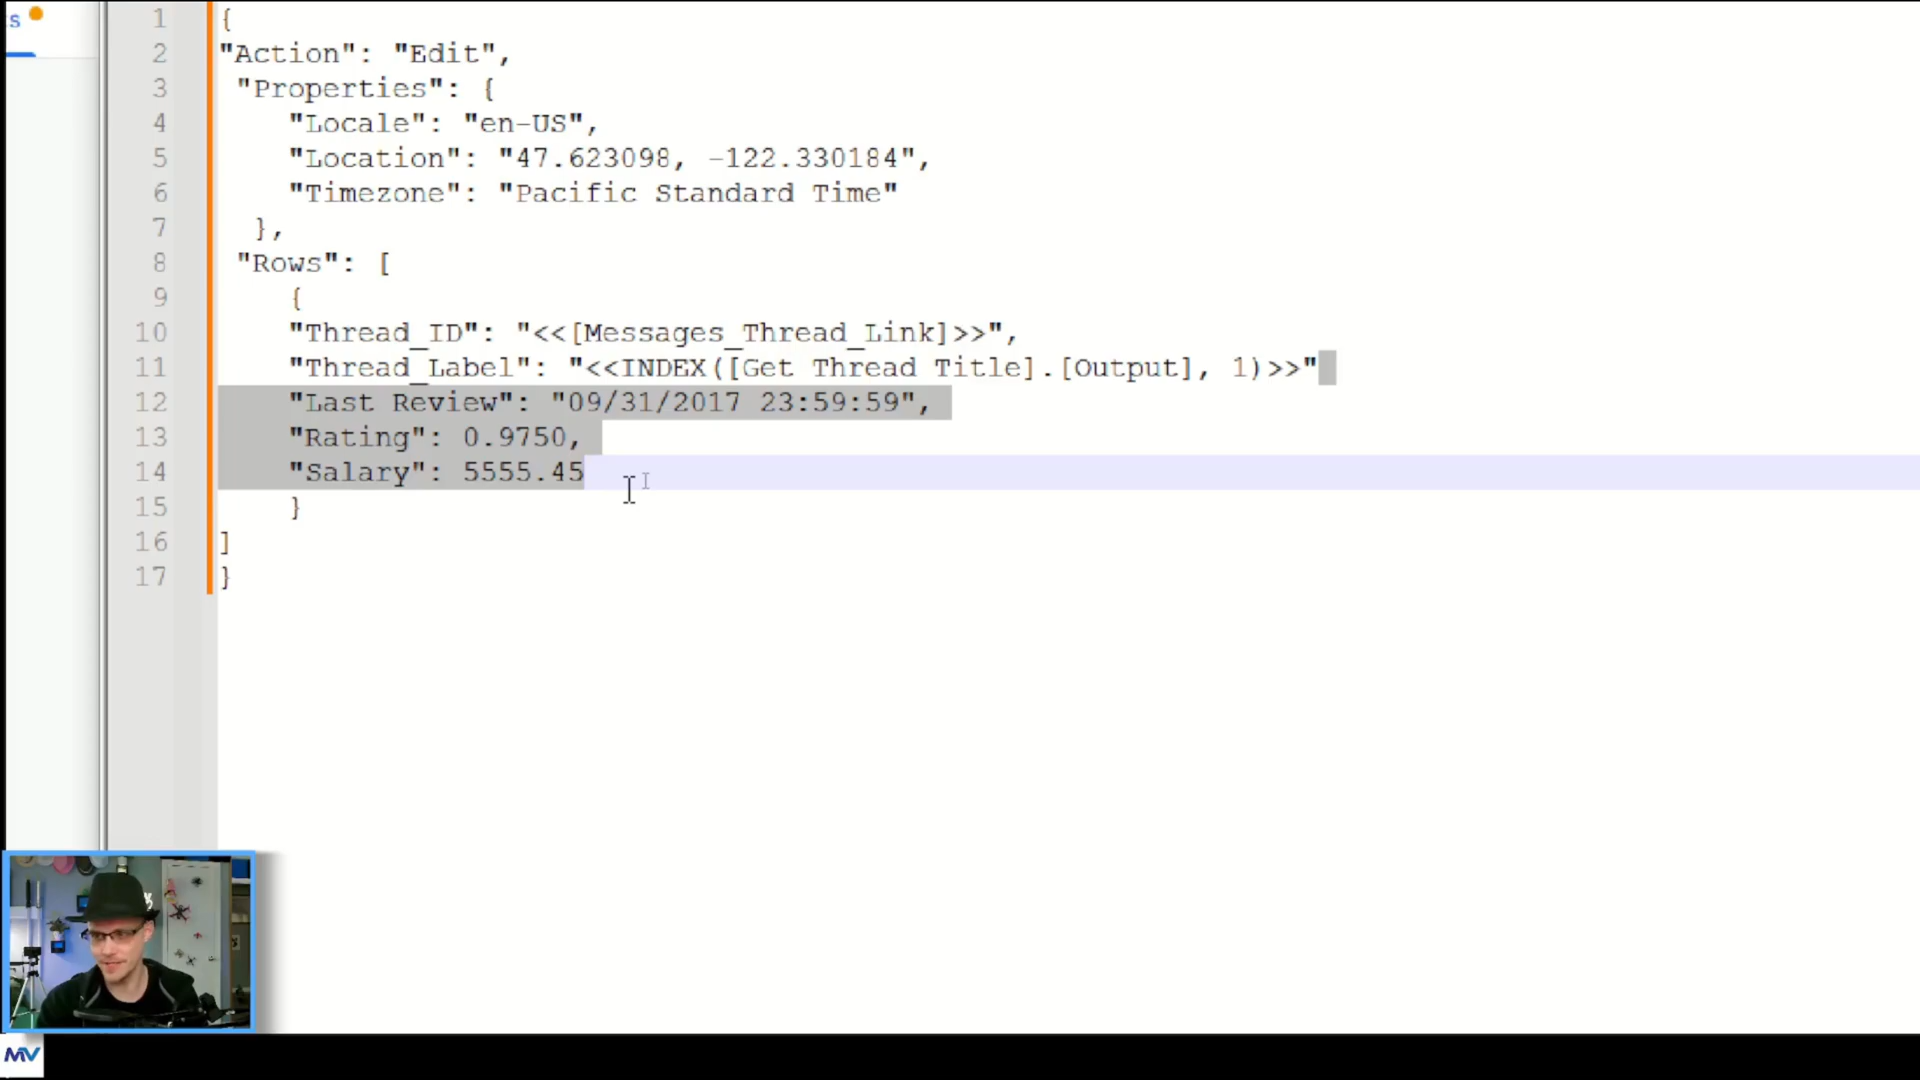 s
1 {
2 "Action": "Edit",
3 "Properties": {
4 "Locale": "en-US",
5 "Location": "47.623098, -122.330184",
6 "Timezone": "Pacific Standard Time"
7 },
8 "Rows": [
9 {
10 "Thread_ID": "<<[Messages_Thread_Link]>>",
11 "Thread_Label": "<<INDEX([Get Thread Title].[Output], 1)>>"
12 "Last Review": "09/31/2017 23:59:59",
13 "Rating": 0.9750,
14 "Salary": 5555.45
15 }
16 ]
17 }
MV